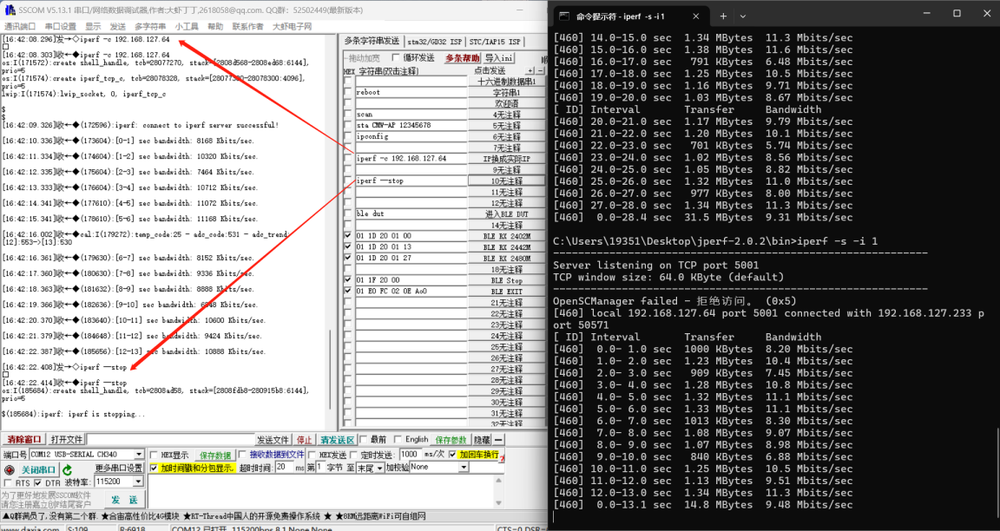 SSCOM V5.13.1 串口/网络数据调试器,作者:大虾丁丁,2618058@qq.com. QQ群: 52502449(最新版本)
通讯端口 串口设置 显示 发送 多字符串 小工具 帮助 联系作者 大虾电子网
[16:42:08.296]发→◇iperf -c 192.168.127.64
□
[16:42:08.303]收←◆iperf -c 192.168.127.64
os:I(171572):create shell_handle, tcb=28077270, stack=[2808d568-2808ed68:6144],
prio=5
os:I(171574):create iperf_tcp_c, tcb=28078328, stack=[28077300-28078300:4096],
prio=5
lwip:I(171574):lwip_socket, 0, iperf_tcp_c
$
$
[16:42:09.326]收←◆(172596):iperf: connect to iperf server successful!
[16:42:10.336]收←◆(173604):[0-1] sec bandwidth: 8168 Kbits/sec.
[16:42:11.334]收←◆(174604):[1-2] sec bandwidth: 10320 Kbits/sec.
[16:42:12.335]收←◆(175604):[2-3] sec bandwidth: 7464 Kbits/sec.
[16:42:13.333]收←◆(176604):[3-4] sec bandwidth: 10712 Kbits/sec.
[16:42:14.341]收←◆(177610):[4-5] sec bandwidth: 11072 Kbits/sec.
[16:42:15.341]收←◆(178610):[5-6] sec bandwidth: 11168 Kbits/sec.
[16:42:16.002]收←◆cal:I(179272):temp_code:25 - adc_code:531 - adc_trend:
[12]:553->[13]:530
[16:42:16.361]收←◆(179630):[6-7] sec bandwidth: 8152 Kbits/sec.
[16:42:17.360]收←◆(180630):[7-8] sec bandwidth: 9336 Kbits/sec.
[16:42:18.363]收←◆(181632):[8-9] sec bandwidth: 8888 Kbits/sec.
[16:42:19.366]收←◆(182636):[9-10] sec bandwidth: Kbits/sec.
[16:42:20.370]收←◆(183640):[10-11] sec bandwidth: 10600 Kbits/sec.
[16:42:21.379]收←◆(184648):[11-12] sec bandwidth: 9424 Kbits/sec.
[16:42:22.387]收←◆(185656):[12-13] sec bandwidth: 10888 Kbits/sec.
[16:42:22.408]发→◇iperf --stop
□
[16:42:22.414]收←◆iperf --stop
os:I(185684):create shell_handle, tcb=2808ad58, stack=[2808fdb8-280915b8:6144],
prio=5
$(185684):iperf: iperf is stopping...
多条字符串发送 stm32/GD32 ISP STC/IAP15 ISP
拖动加宽 循环发送 多条帮助 导入ini
HEX 字符串(双击注释) 点击发送 + -
十六进制数据串1
reboot 字符串1
欢迎语
scan 4无注释
sta CMW-AP 12345678 5无注释
ipconfig 6无注释
7无注释
iperf -c 192.168.127.64 IP换成实际IP
9无注释
iperf --stop 10无注释
11无注释
12无注释
ble dut 进入BLE DUT
14无注释
01 1D 20 01 00 BLE RX 2402M
01 1D 20 01 13 BLE RX 2442M
01 1D 20 01 27 BLE RX 2480M
18无注释
01 1F 20 00 BLE Stop
01 E0 FC 02 0E Ao0 BLE EXIT
21无注释
22无注释
23无注释
24无注释
25无注释
26无注释
27无注释
28无注释
29无注释
30无注释
31无注释
32无注释
清除窗口 打开文件 发送文件 停止 清发送区 最前 English 保存参数 隐藏 —
端口号 COM12 USB-SERIAL CH340 HEX显示 保存数据 接收数据到文件 HEX发送 定时发送: 1000 ms/次 加回车换行
关闭串口 更多串口设置 加时间戳和分包显示, 超时时间: 20 ms 第 1 字节 至 末尾 加校验 None
RTS DTR 波特率: 115200
为了更好地发展SSCOM软件
请您注册嘉立创F结尾客户
发 送
▲Q群满员了,没有第二个群. ★合宙高性价比4G模块 ★RT-Thread中国人的开源免费操作系统 ★ ★8KM远距离WiFi可自组网
www.daxia.com S:109 R:6918 COM12 已打开 115200bps,8,1,None,None CTS=0 DSR=
命令提示符 - iperf -s -i 1
[460] 14.0-15.0 sec 1.34 MBytes 11.3 Mbits/sec
[460] 15.0-16.0 sec 1.38 MBytes 11.6 Mbits/sec
[460] 16.0-17.0 sec 791 KBytes 6.48 Mbits/sec
[460] 17.0-18.0 sec 1.25 MBytes 10.5 Mbits/sec
[460] 18.0-19.0 sec 1.16 MBytes 9.71 Mbits/sec
[460] 19.0-20.0 sec 1.03 MBytes 8.67 Mbits/sec
[ ID] Interval Transfer Bandwidth
[460] 20.0-21.0 sec 1.17 MBytes 9.79 Mbits/sec
[460] 21.0-22.0 sec 1.20 MBytes 10.1 Mbits/sec
[460] 22.0-23.0 sec 701 KBytes 5.74 Mbits/sec
[460] 23.0-24.0 sec 1.02 MBytes 8.56 Mbits/sec
[460] 24.0-25.0 sec 1.05 MBytes 8.82 Mbits/sec
[460] 25.0-26.0 sec 1.32 MBytes 11.0 Mbits/sec
[460] 26.0-27.0 sec 977 KBytes 8.00 Mbits/sec
[460] 27.0-28.0 sec 1.34 MBytes 11.3 Mbits/sec
[460] 0.0-28.4 sec 31.5 MBytes 9.31 Mbits/sec
C:\Users\19351\Desktop\jperf-2.0.2\bin>iperf -s -i 1
------------------------------------------------------------
Server listening on TCP port 5001
TCP window size: 64.0 KByte (default)
------------------------------------------------------------
OpenSCManager failed - 拒绝访问。 (0x5)
[460] local 192.168.127.64 port 5001 connected with 192.168.127.233 p
ort 50571
[ ID] Interval Transfer Bandwidth
[460] 0.0- 1.0 sec 1000 KBytes 8.20 Mbits/sec
[460] 1.0- 2.0 sec 1.23 MBytes 10.4 Mbits/sec
[460] 2.0- 3.0 sec 909 KBytes 7.45 Mbits/sec
[460] 3.0- 4.0 sec 1.28 MBytes 10.8 Mbits/sec
[460] 4.0- 5.0 sec 1.32 MBytes 11.1 Mbits/sec
[460] 5.0- 6.0 sec 1.33 MBytes 11.1 Mbits/sec
[460] 6.0- 7.0 sec 1013 KBytes 8.30 Mbits/sec
[460] 7.0- 8.0 sec 1.08 MBytes 9.07 Mbits/sec
[460] 8.0- 9.0 sec 1.07 MBytes 8.98 Mbits/sec
[460] 9.0-10.0 sec 840 KBytes 6.88 Mbits/sec
[460] 10.0-11.0 sec 1.25 MBytes 10.5 Mbits/sec
[460] 11.0-12.0 sec 1.13 MBytes 9.51 Mbits/sec
[460] 12.0-13.0 sec 1.34 MBytes 11.3 Mbits/sec
[460] 0.0-13.1 sec 14.8 MBytes 9.48 Mbits/sec